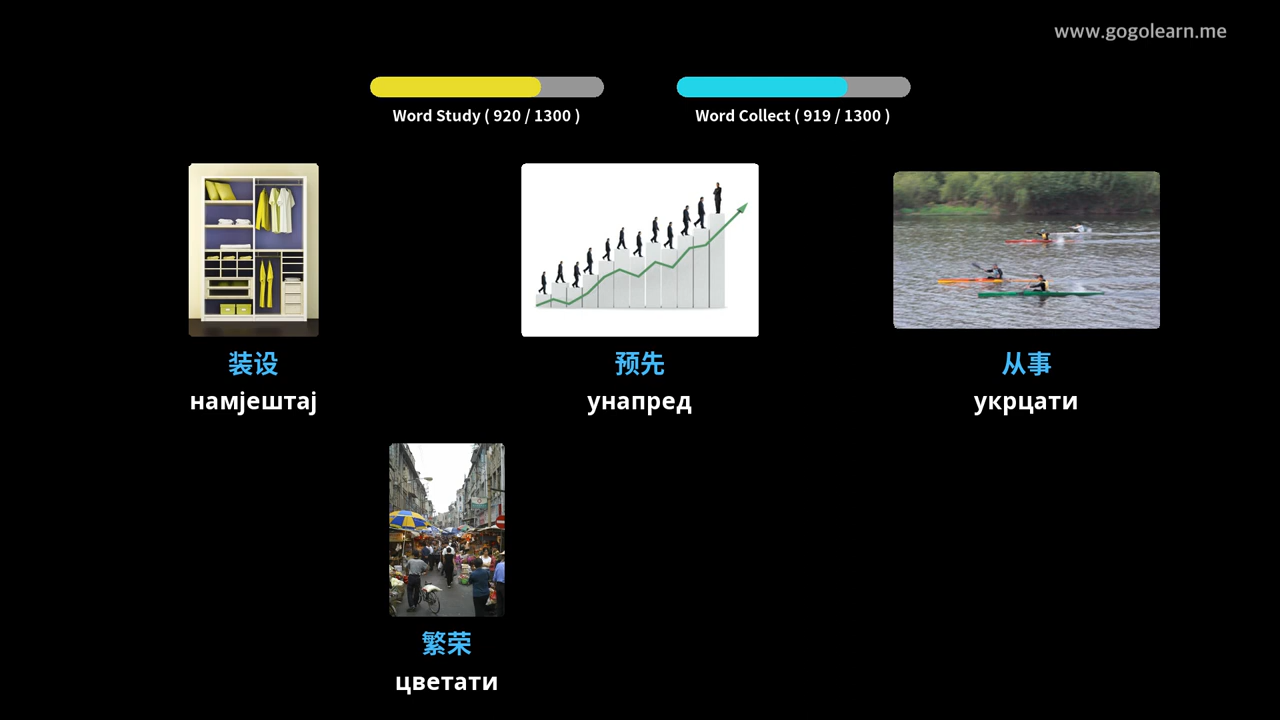 www.gogolearn.me
Word Study ( 920 / 1300 )
Word Collect ( 919 / 1300 )
装设
намјештај
预先
унапред
从事
укрцати
繁荣
цветати